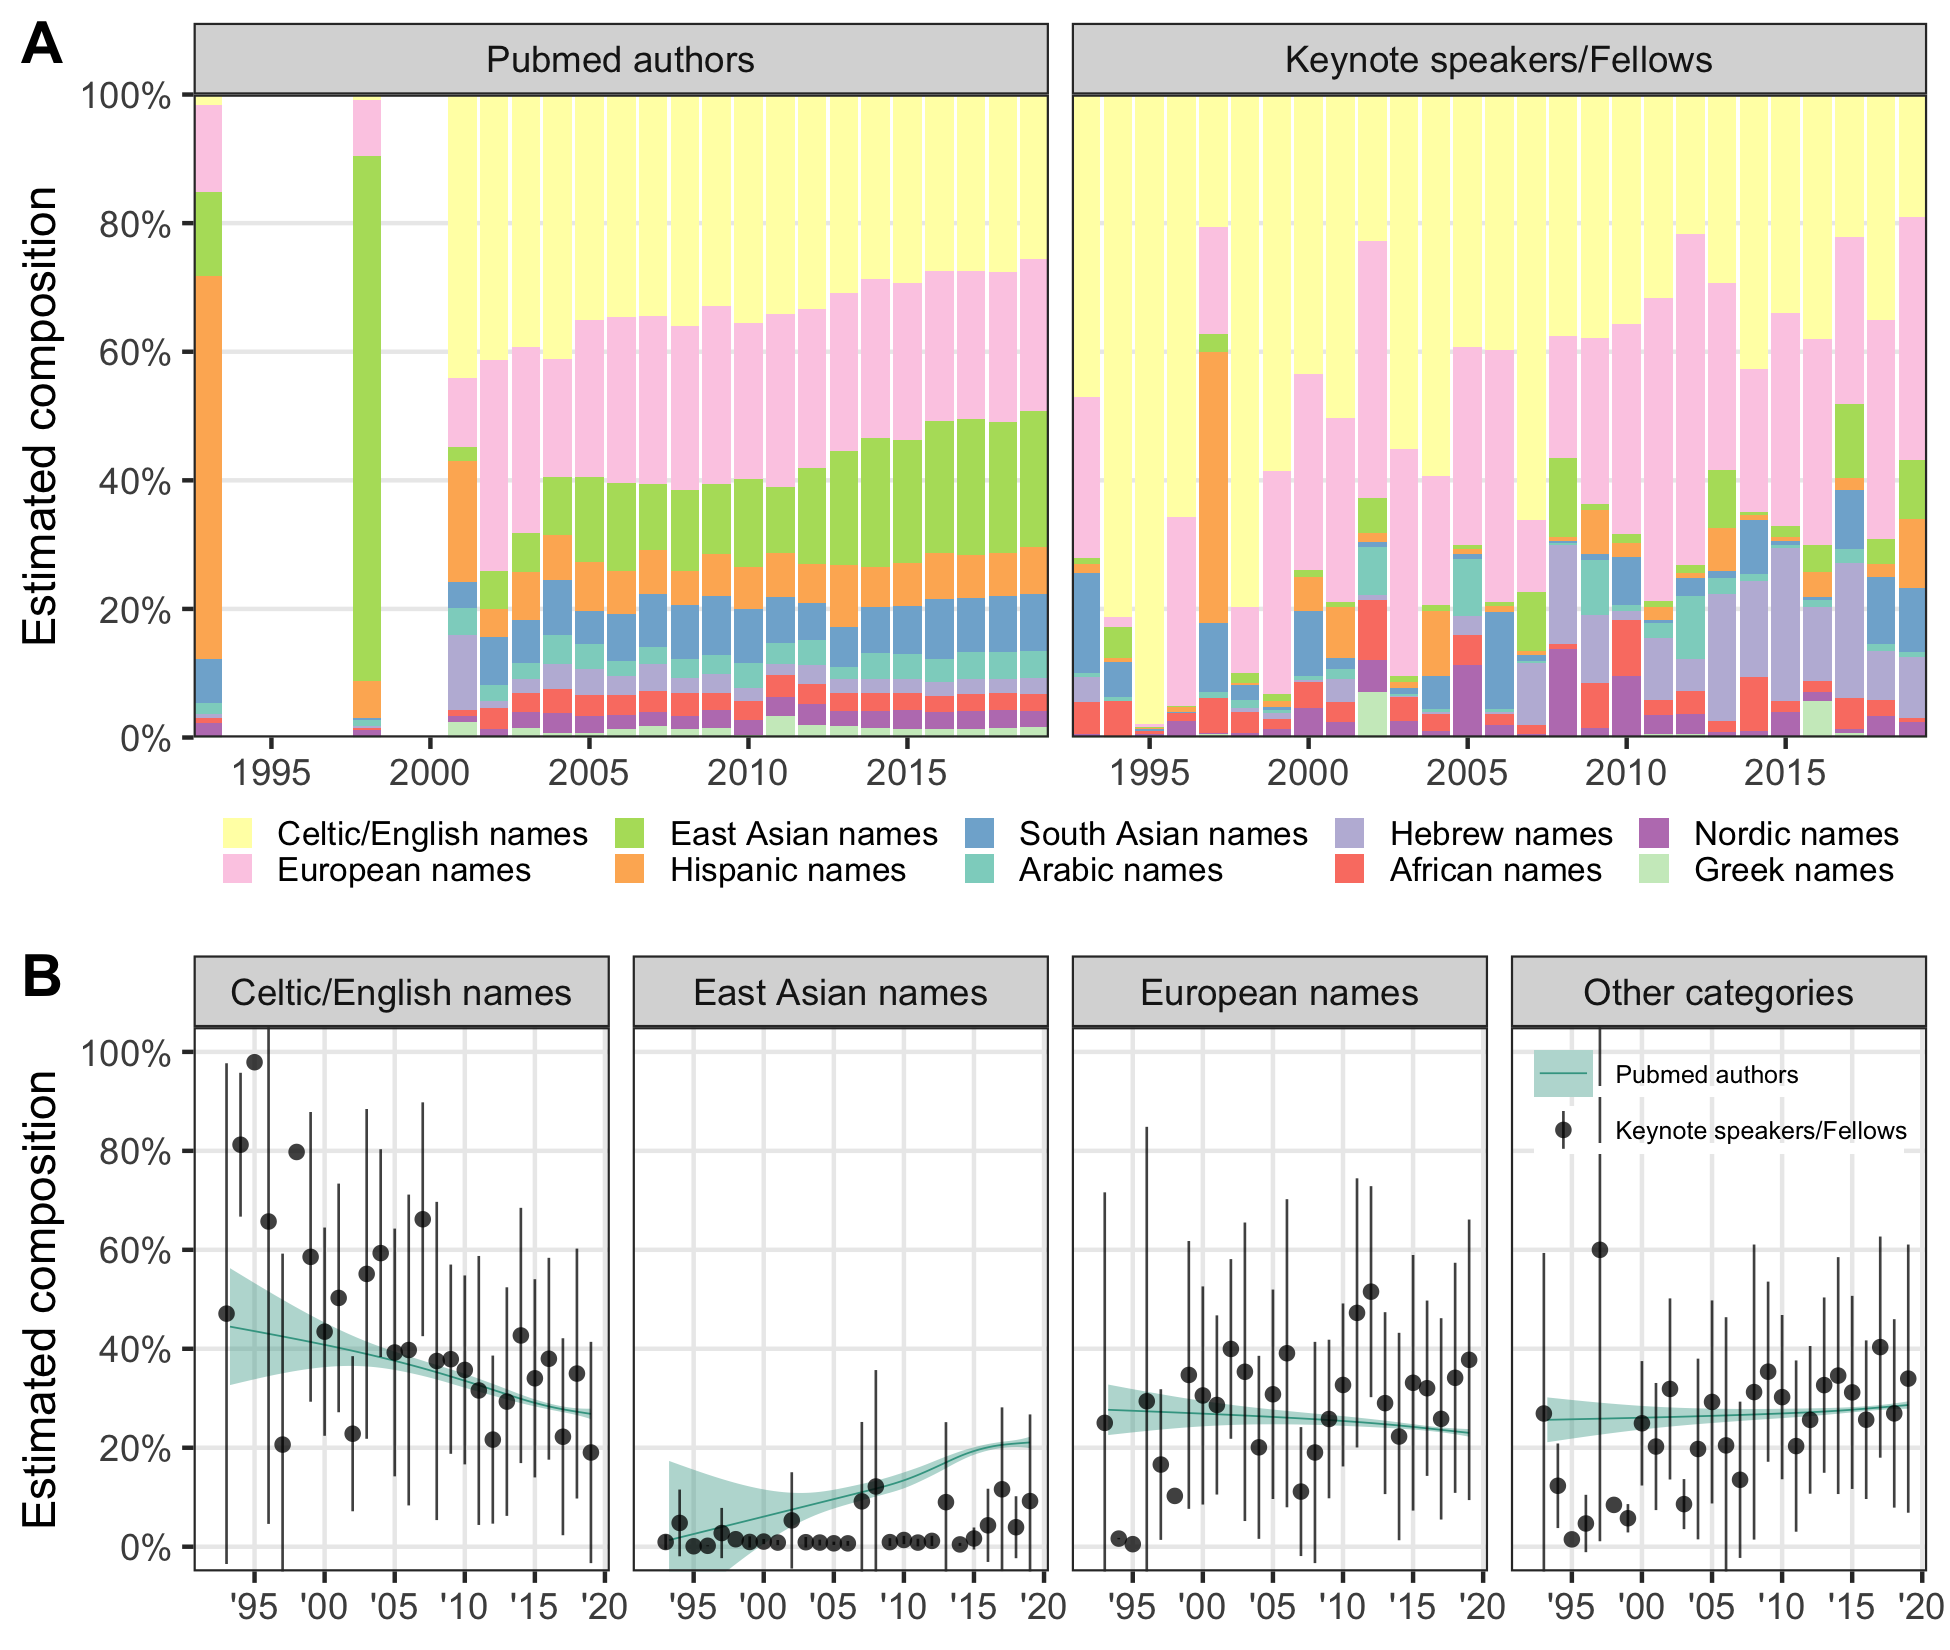 A
Pubmed authors Keynote speakers/Fellows
Estimated composition
100%
80%
60%
40%
20%
0%
1995 2000 2005 2010 2015 1995 2000 2005 2010 2015
Celtic/English names East Asian names South Asian names Hebrew names Nordic names
European names Hispanic names Arabic names African names Greek names
B
Celtic/English names East Asian names European names Other categories
Estimated composition
100%
80%
60%
40%
20%
0%
Pubmed authors
Keynote speakers/Fellows
'95 '00 '05 '10 '15 '20 '95 '00 '05 '10 '15 '20 '95 '00 '05 '10 '15 '20 '95 '00 '05 '10 '15 '20